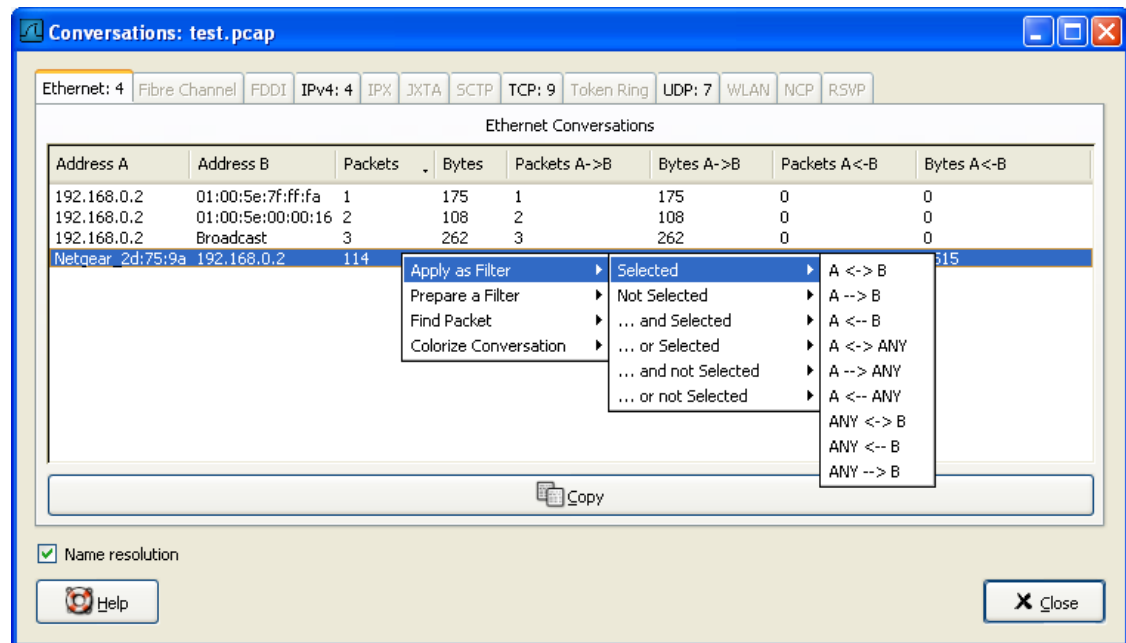 Conversations: test.pcap
Ethernet: 4 Fibre Channel FDDI IPv4: 4 IPX JXTA SCTP TCP: 9 Token Ring UDP: 7 WLAN NCP RSVP
Ethernet Conversations
Address A Address B Packets Bytes Packets A->B Bytes A->B Packets A<-B Bytes A<-B
192.168.0.2 01:00:5e:7f:ff:fa 1 175 1 175 0 0
192.168.0.2 01:00:5e:00:00:16 2 108 2 108 0 0
192.168.0.2 Broadcast 3 262 3 262 0 0
Netgear_2d:75:9a 192.168.0.2 114 515
Apply as Filter
Prepare a Filter
Find Packet
Colorize Conversation
Selected
Not Selected
... and Selected
... or Selected
... and not Selected
... or not Selected
A <-> B
A --> B
A <-- B
A <-> ANY
A --> ANY
A <-- ANY
ANY <-> B
ANY <-- B
ANY --> B
Copy
Name resolution
Help
Close